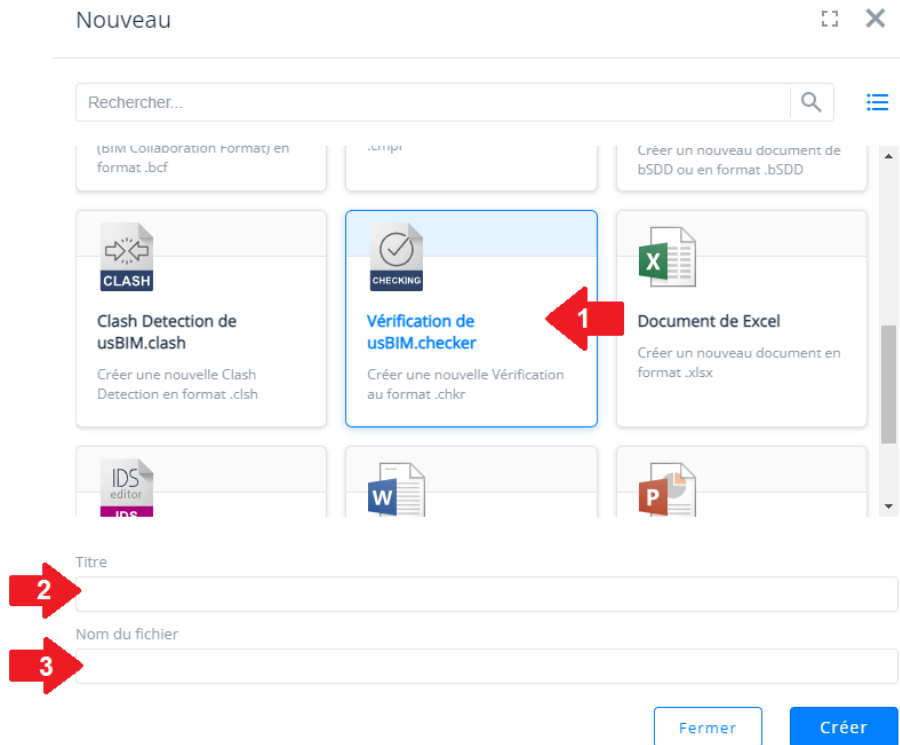 Nouveau
Rechercher...
(BIM Collaboration Format) en
format .bcf
.cmpr
Créer un nouveau document de
bSDD ou en format .bSDD
CLASH
Clash Detection de
usBIM.clash
Créer une nouvelle Clash
Detection en format .clsh
CHECKING
Vérification de
usBIM.checker
Créer une nouvelle Vérification
au format .chkr
1
X
Document de Excel
Créer un nouveau document en
format .xlsx
IDS
editor
IDS
W
P
Titre
2
Nom du fichier
3
Fermer
Créer